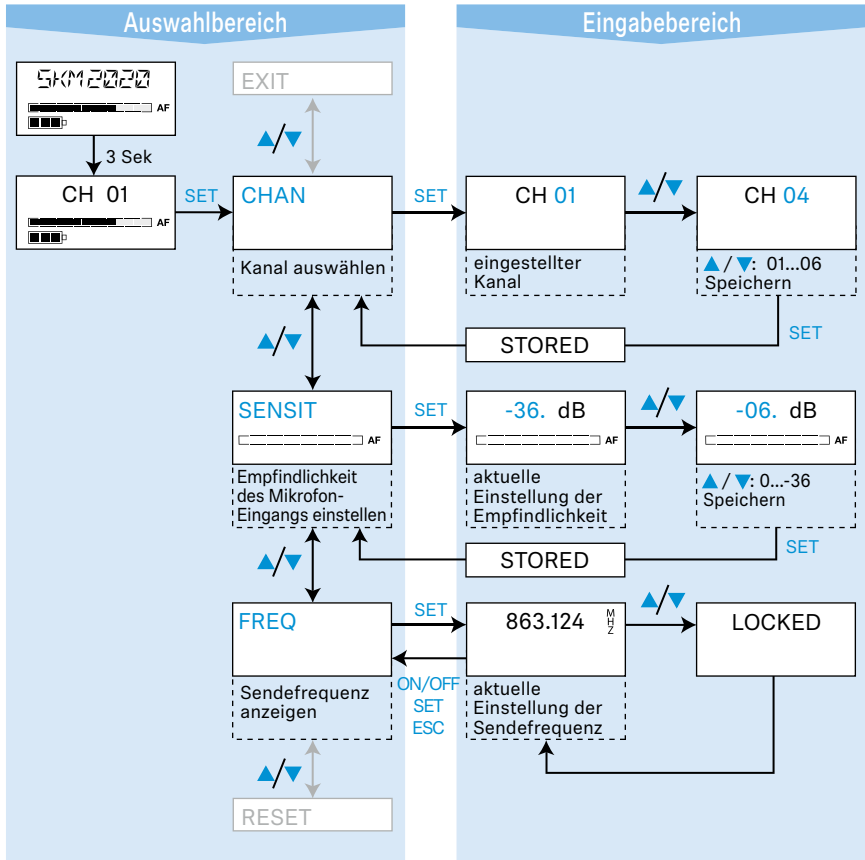 Auswahlbereich
Eingabebereich
SKM2020
AF
3 Sek
CH 01
AF
EXIT
▲/▼
SET
CHAN
Kanal auswählen
SET
CH 01
eingestellter
Kanal
▲/▼
CH 04
▲ / ▼: 01...06
Speichern
SET
STORED
▲/▼
SENSIT
AF
Empfindlichkeit
des Mikrofon-
Eingangs einstellen
SET
-36. dB
AF
aktuelle
Einstellung der
Empfindlichkeit
▲/▼
-06. dB
AF
▲ / ▼: 0...-36
Speichern
SET
STORED
▲/▼
FREQ
Sendefrequenz
anzeigen
SET
ON/OFF
SET
ESC
863.124 MHZ
aktuelle
Einstellung der
Sendefrequenz
▲/▼
LOCKED
▲/▼
RESET